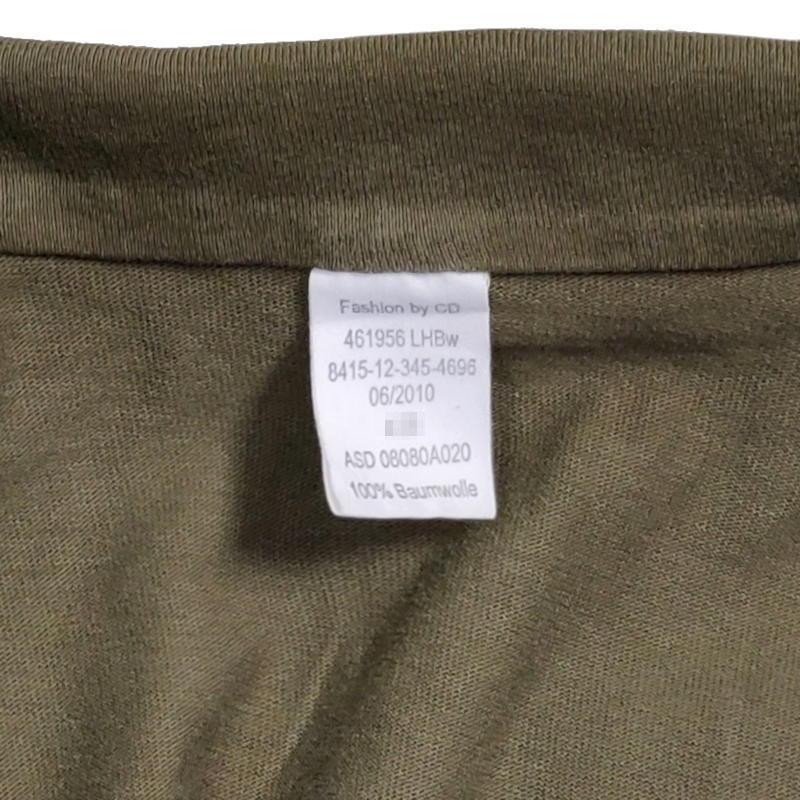 Fashion by CD
461956 LHBw
8415-12-345-4696
06/2010
ASD 08080A020
100% Baumwolle